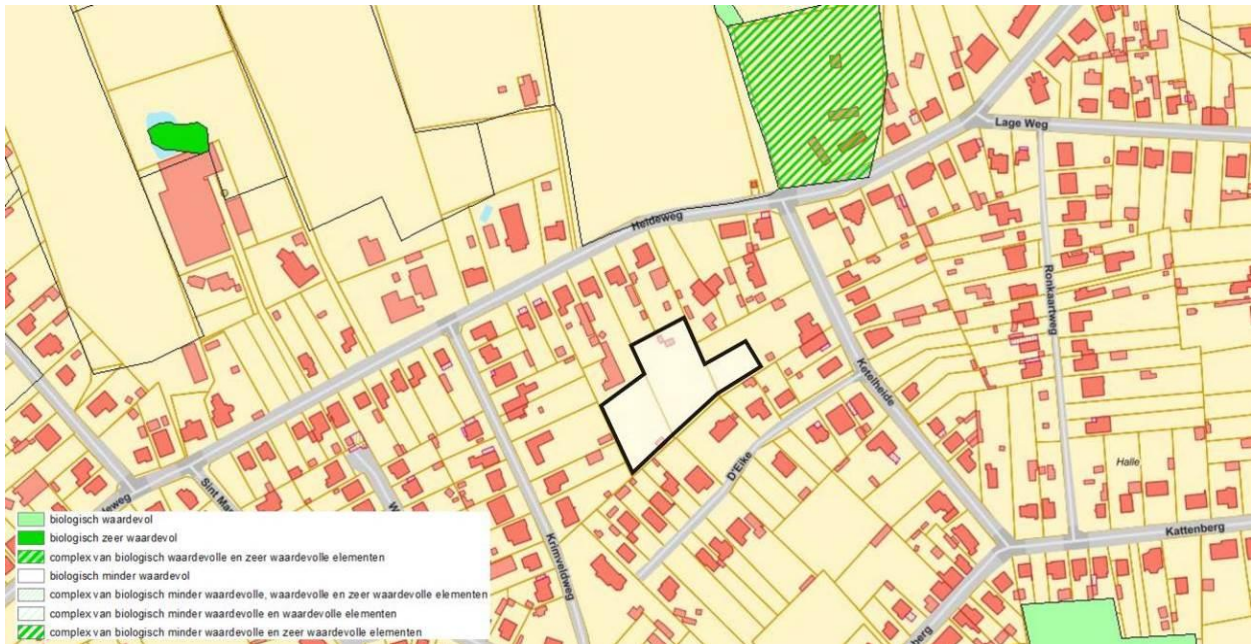 Lage Weg
Heideweg
Ronkaartweg
Ketelheide
Halle
D'Eike
Kattenberg
Sint Ma
W
Krimveldweg
eweg
berg
biologisch waardevol
biologisch zeer waardevol
complex van biologisch waardevolle en zeer waardevolle elementen
biologisch minder waardevol
complex van biologisch minder waardevolle, waardevolle en zeer waardevolle elementen
complex van biologisch minder waardevolle en waardevolle elementen
complex van biologisch minder waardevolle en zeer waardevolle elementen